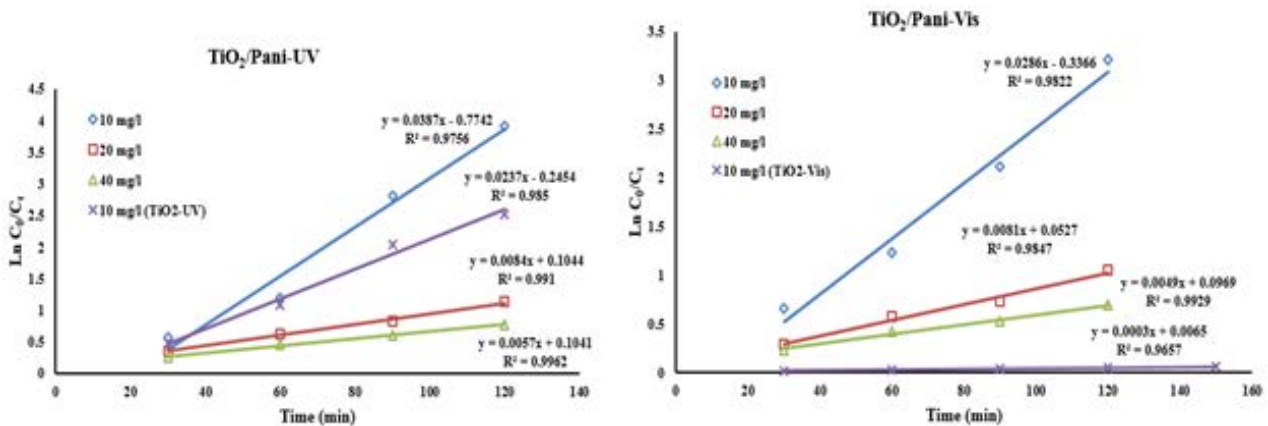 TiO₂/Pani-UV
10 mg/l
20 mg/l
40 mg/l
10 mg/l (TiO2-UV)
y = 0.0387x - 0.7742
R² = 0.9756
y = 0.0237x - 0.2454
R² = 0.985
y = 0.0084x + 0.1044
R² = 0.991
y = 0.0057x + 0.1041
R² = 0.9962
Ln C₀/Cₜ
4.5
4
3.5
3
2.5
2
1.5
1
0.5
0
0 20 40 60 80 100 120 140
Time (min)
TiO₂/Pani-Vis
10 mg/l
20 mg/l
40 mg/l
10 mg/l (TiO2-Vis)
y = 0.0286x - 0.3366
R² = 0.9822
y = 0.0081x + 0.0527
R² = 0.9847
y = 0.0049x + 0.0969
R² = 0.9929
y = 0.0003x + 0.0065
R² = 0.9657
Ln C₀/Cₜ
3.5
3
2.5
2
1.5
1
0.5
0
0 20 40 60 80 100 120 140 160
Time (min)